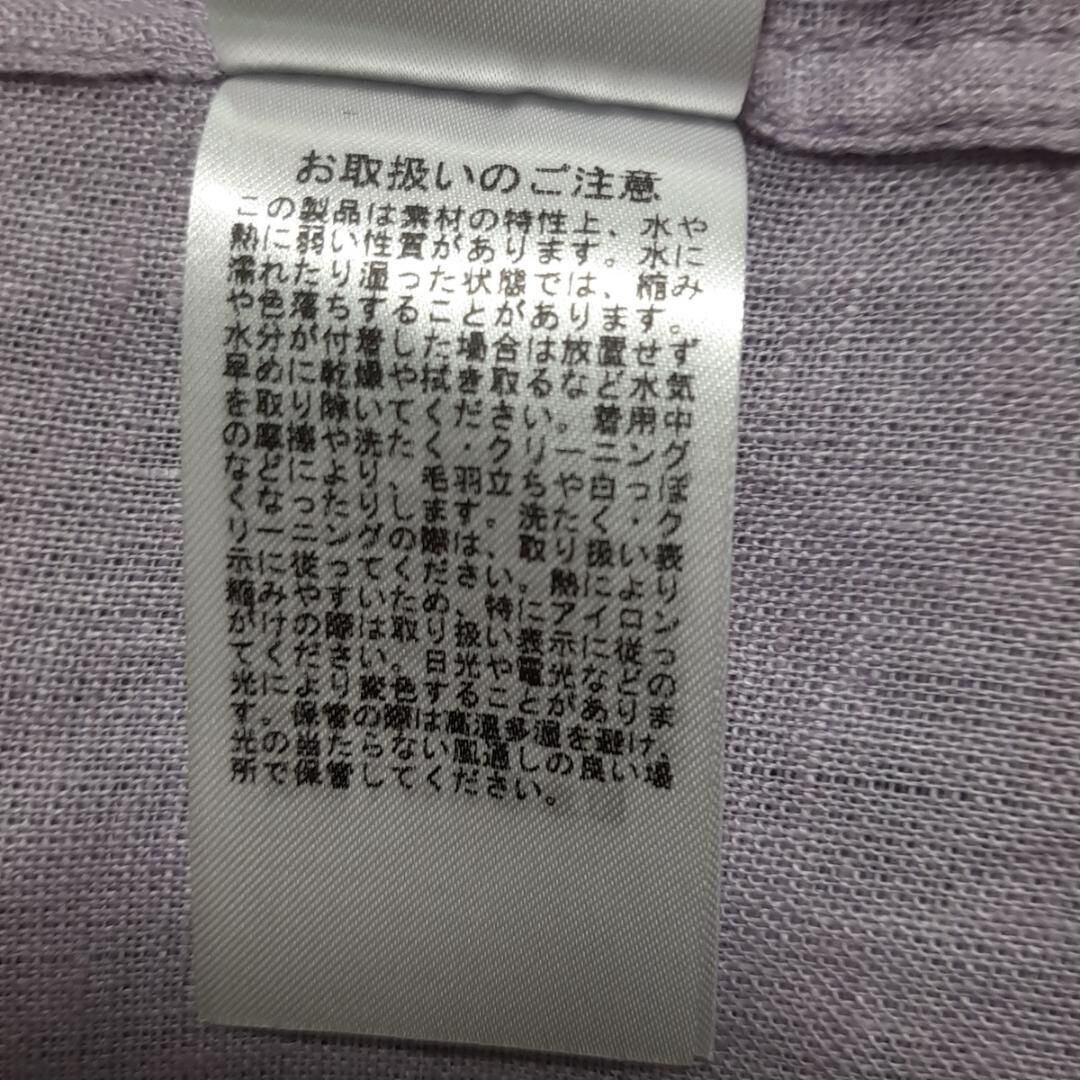 お取扱いのご注意
この製品は素材の特性上、水や
熱に弱い性質があります。水に
濡れたり湿った状態では、縮み
や色落ちすることがあります。
水分が付着した場合は放置せず
早めに乾燥や拭き取るなど水気
を取り除いてください。着用中
の摩擦や洗たく・クリーニング
などにより、毛羽立ちや白っぽ
くなったりします。洗たく・ク
リーニングの際は、取り扱い表
示に従ってください。熱により
縮みやすいため、特にアイロン
がけの際は取り扱い表示に従っ
てください。日光や電光などの
光により変色することがありま
す。保管の際は高温多湿を避け、
光の当たらない風通しの良い場
所で保管してください。